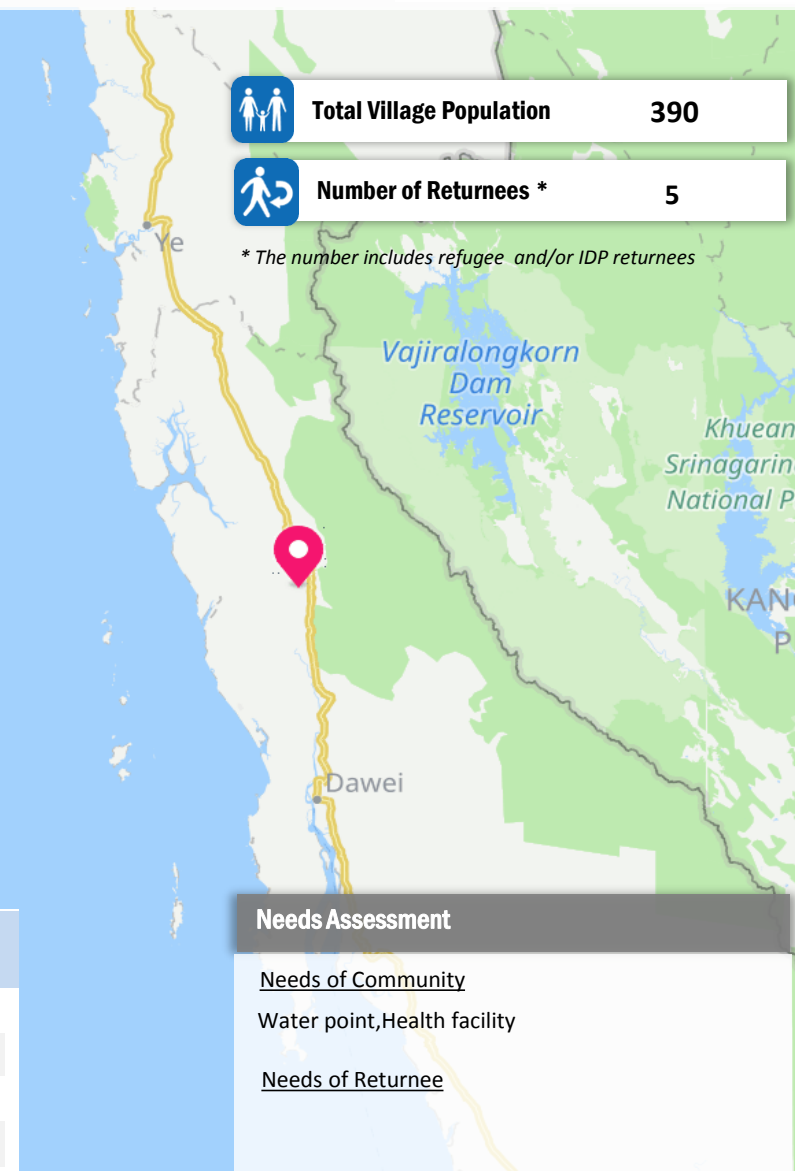 Total Village Population 390
Number of Returnees * 5
* The number includes refugee and/or IDP returnees
Ye
Vajiralongkorn
Dam
Reservoir
Khuean
Srinagarin
National P
KAN
P
Dawei
Needs Assessment
Needs of Community
Water point,Health facility
Needs of Returnee